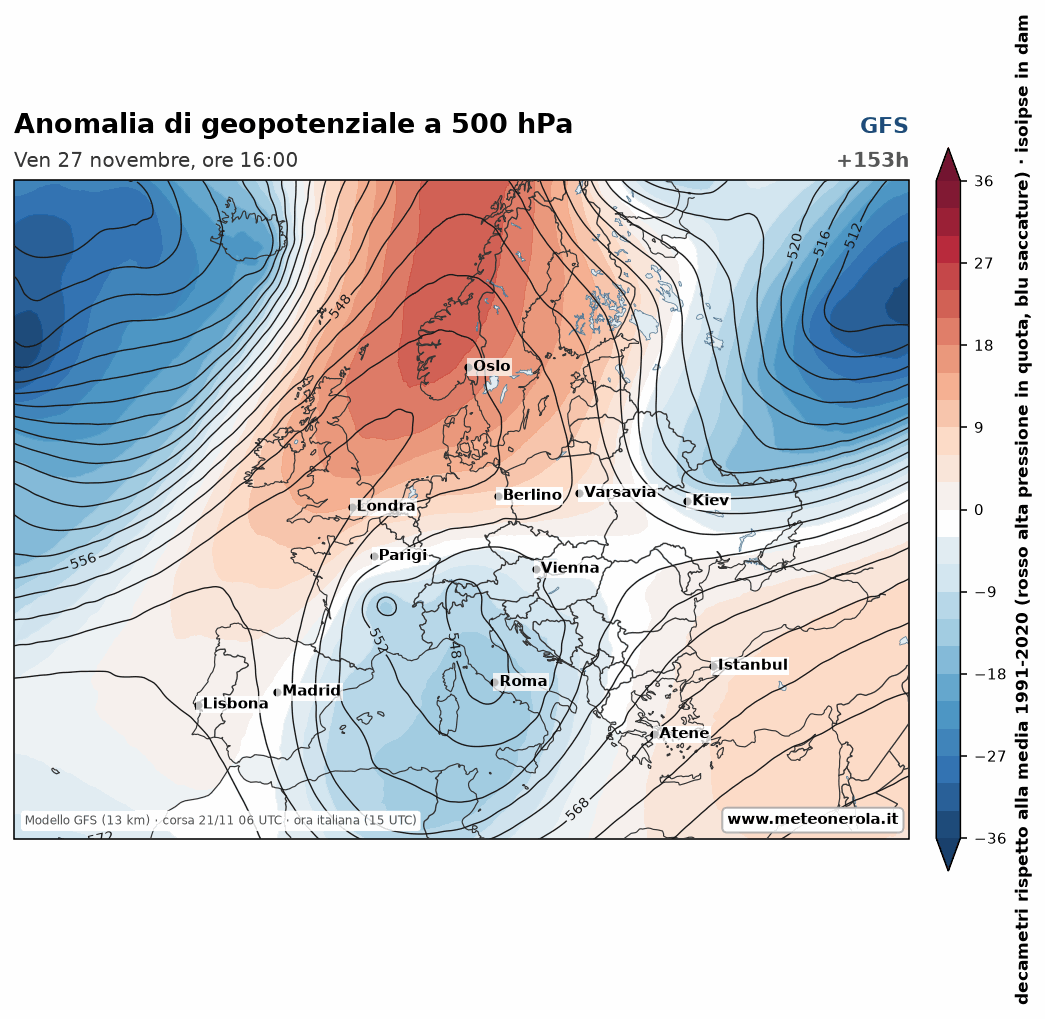 Anomalia di geopotenziale a 500 hPa
GFS
Ven 27 novembre, ore 16:00
+153h
520
516
512
548
Oslo
Londra
Berlino
Varsavia
Kiev
556
Parigi
Vienna
552
548
Roma
Istanbul
Madrid
Lisbona
Atene
568
572
Modello GFS (13 km) · corsa 21/11 06 UTC · ora italiana (15 UTC)
www.meteonerola.it
36
27
18
9
0
−9
−18
−27
−36
decametri rispetto alla media 1991-2020 (rosso alta pressione in quota, blu saccature) · isoipse in dam